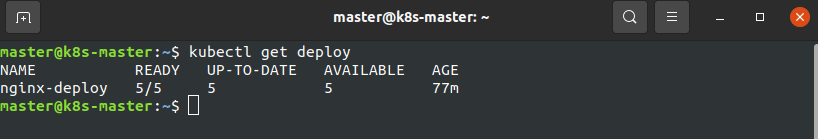 master@k8s-master: ~
master@k8s-master:~$ kubectl get deploy
NAME READY UP-TO-DATE AVAILABLE AGE
nginx-deploy 5/5 5 5 77m
master@k8s-master:~$